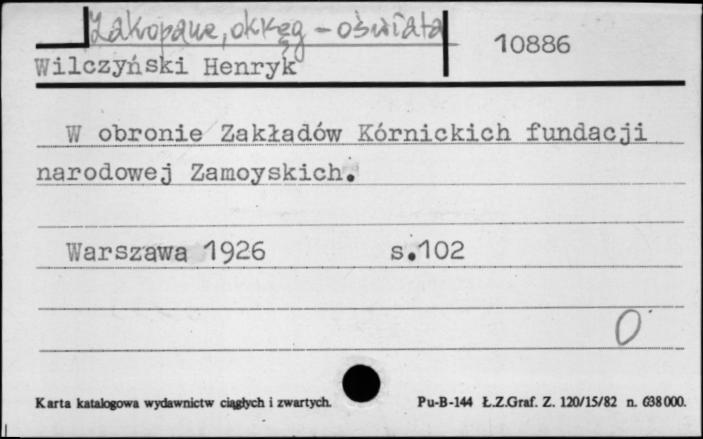 Zakopane, okręg - oświata
10886
Wilczyński Henryk
W obronie Zakładów Kórnickich fundacji
narodowej Zamoyskich.
Warszawa 1926 s.102
0
Karta katalogowa wydawnictw ciągłych i zwartych. Pu-B-144 Ł.Z.Graf. Z. 120/15/82 n. 638000.